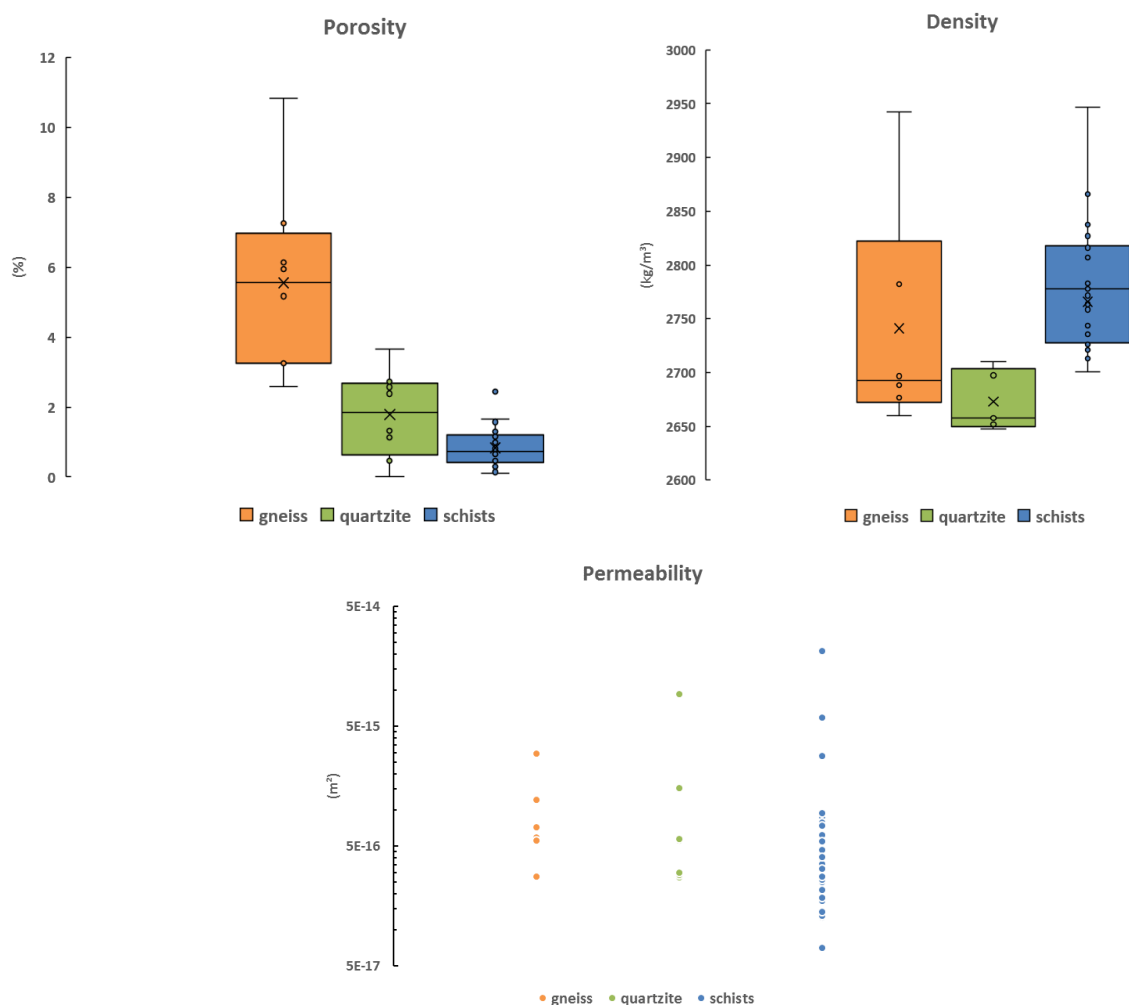 Porosity
12
10
8
6
4
2
0
(%)
gneiss quartzite schists
Density
3000
2950
2900
2850
2800
2750
2700
2650
2600
(kg/m³)
gneiss quartzite schists
Permeability
5E-14
5E-15
5E-16
5E-17
(m²)
gneiss quartzite schists